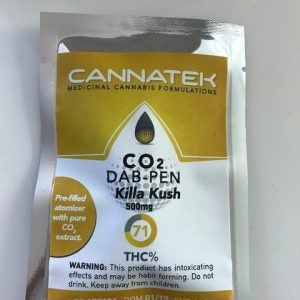 CANNATEK
MEDICINAL CANNABIS FORMULATIONS
CO2
DAB-PEN
Killa Kush
500mg
Pre-filled
atomizer
with pure
CO2
extract.
71
THC%
WARNING: This product has intoxicating
effects and may be habit forming. Do not
drink. Keep away from children.